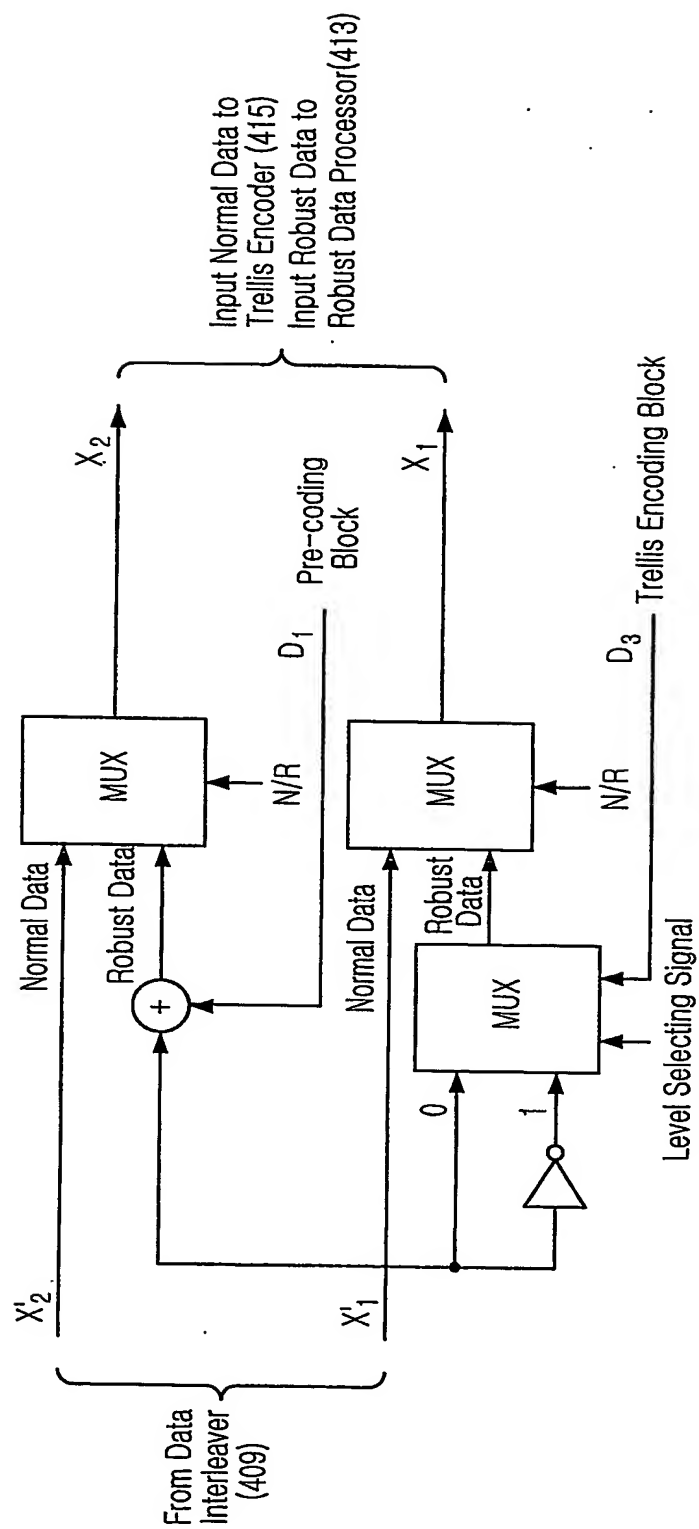 From Data
Interleaver
(409)
X'2
X'1
Normal Data
Robust Data
+
MUX
N/R
X2
D1
Pre-coding
Block
Normal Data
Robust
Data
MUX
N/R
X1
0
1
MUX
Level Selecting Signal
D3
Trellis Encoding Block
Input Normal Data to
Trellis Encoder (415)
Input Robust Data to
Robust Data Processor(413)